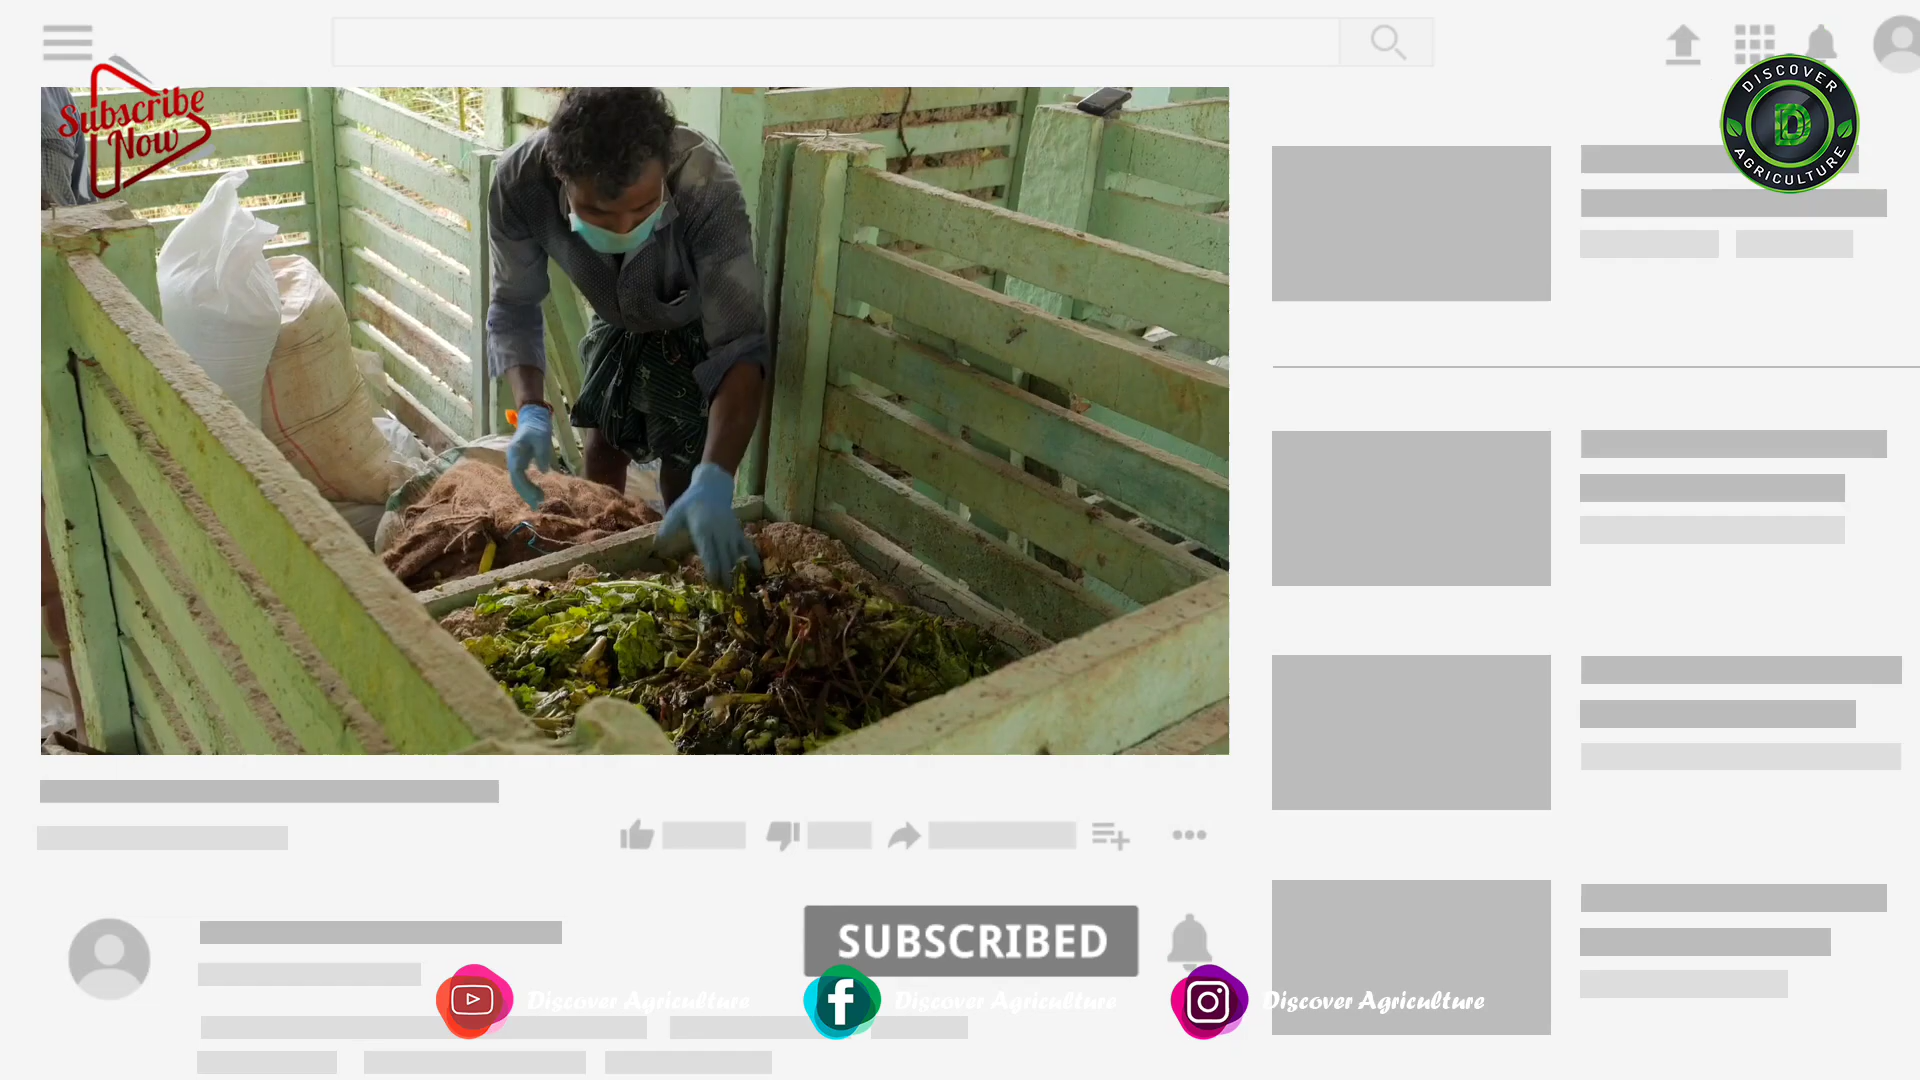 Subscribe
Now
DISCOVER
D
AGRICULTURE
SUBSCRIBED
Discover Agriculture
f
Discover Agriculture
Discover Agriculture